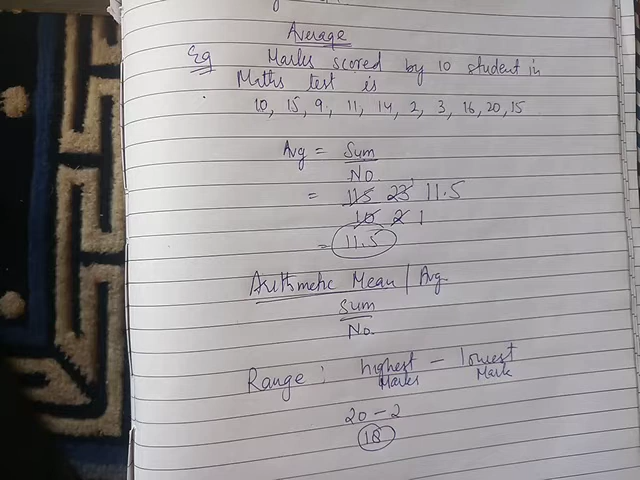 Average
Eg Marks scored by 10 student in
Maths test is
10, 15, 9, 11, 14, 2, 3, 16, 20, 15
Avg = Sum
No.
= 115 23 11.5
10 2 1
= 11.5
Arithmetic Mean | Avg
Sum
No.
Range : highest - lowest
Marks Mark
20 - 2
18